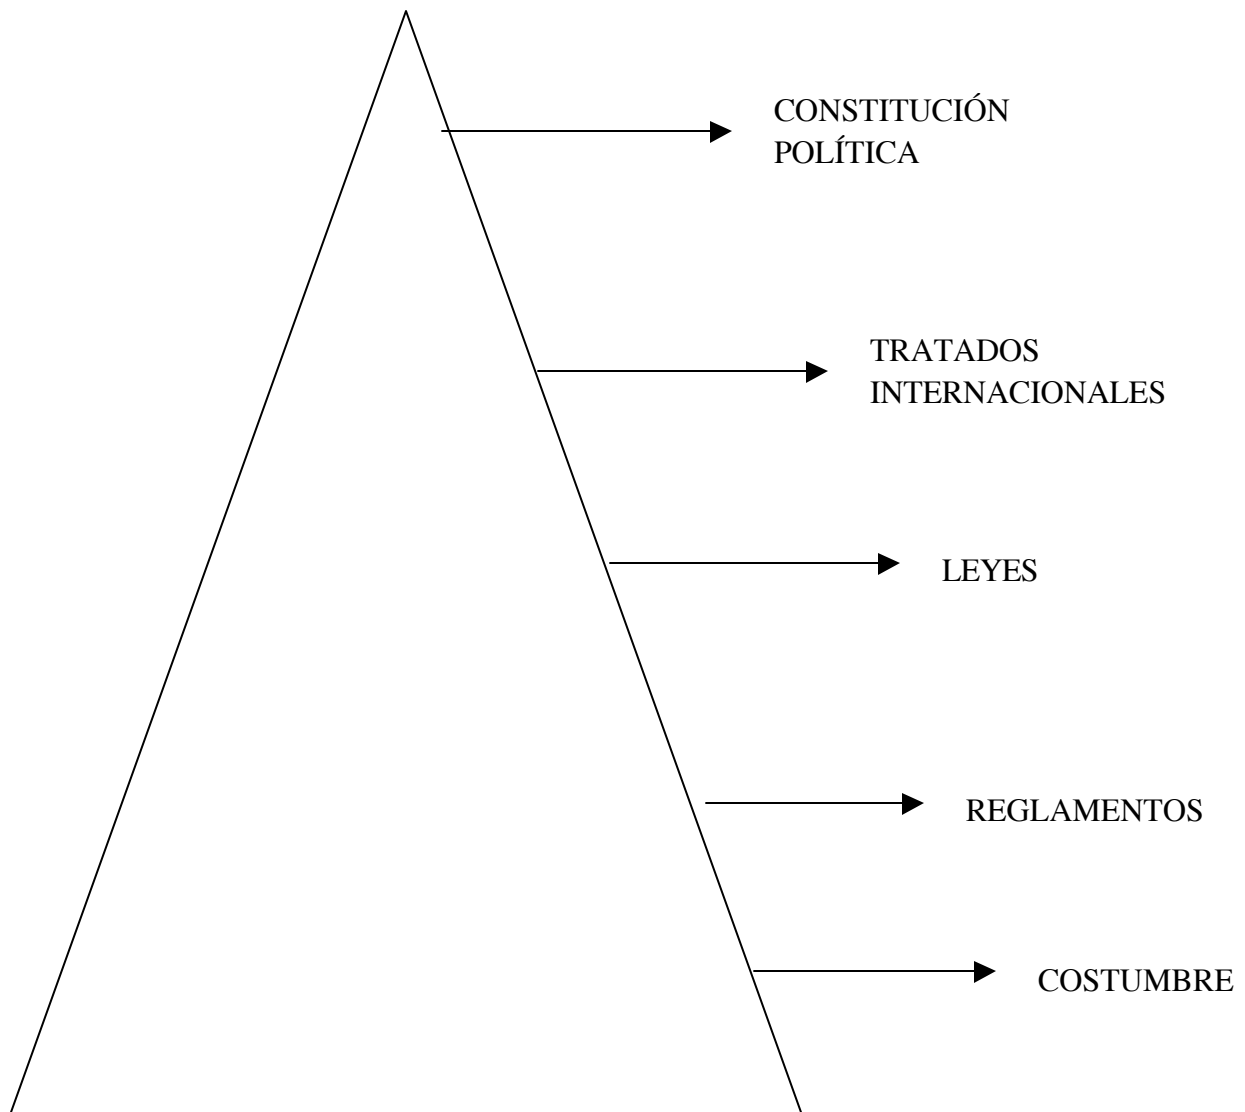 CONSTITUCIÓN
POLÍTICA
TRATADOS
INTERNACIONALES
LEYES
REGLAMENTOS
COSTUMBRE